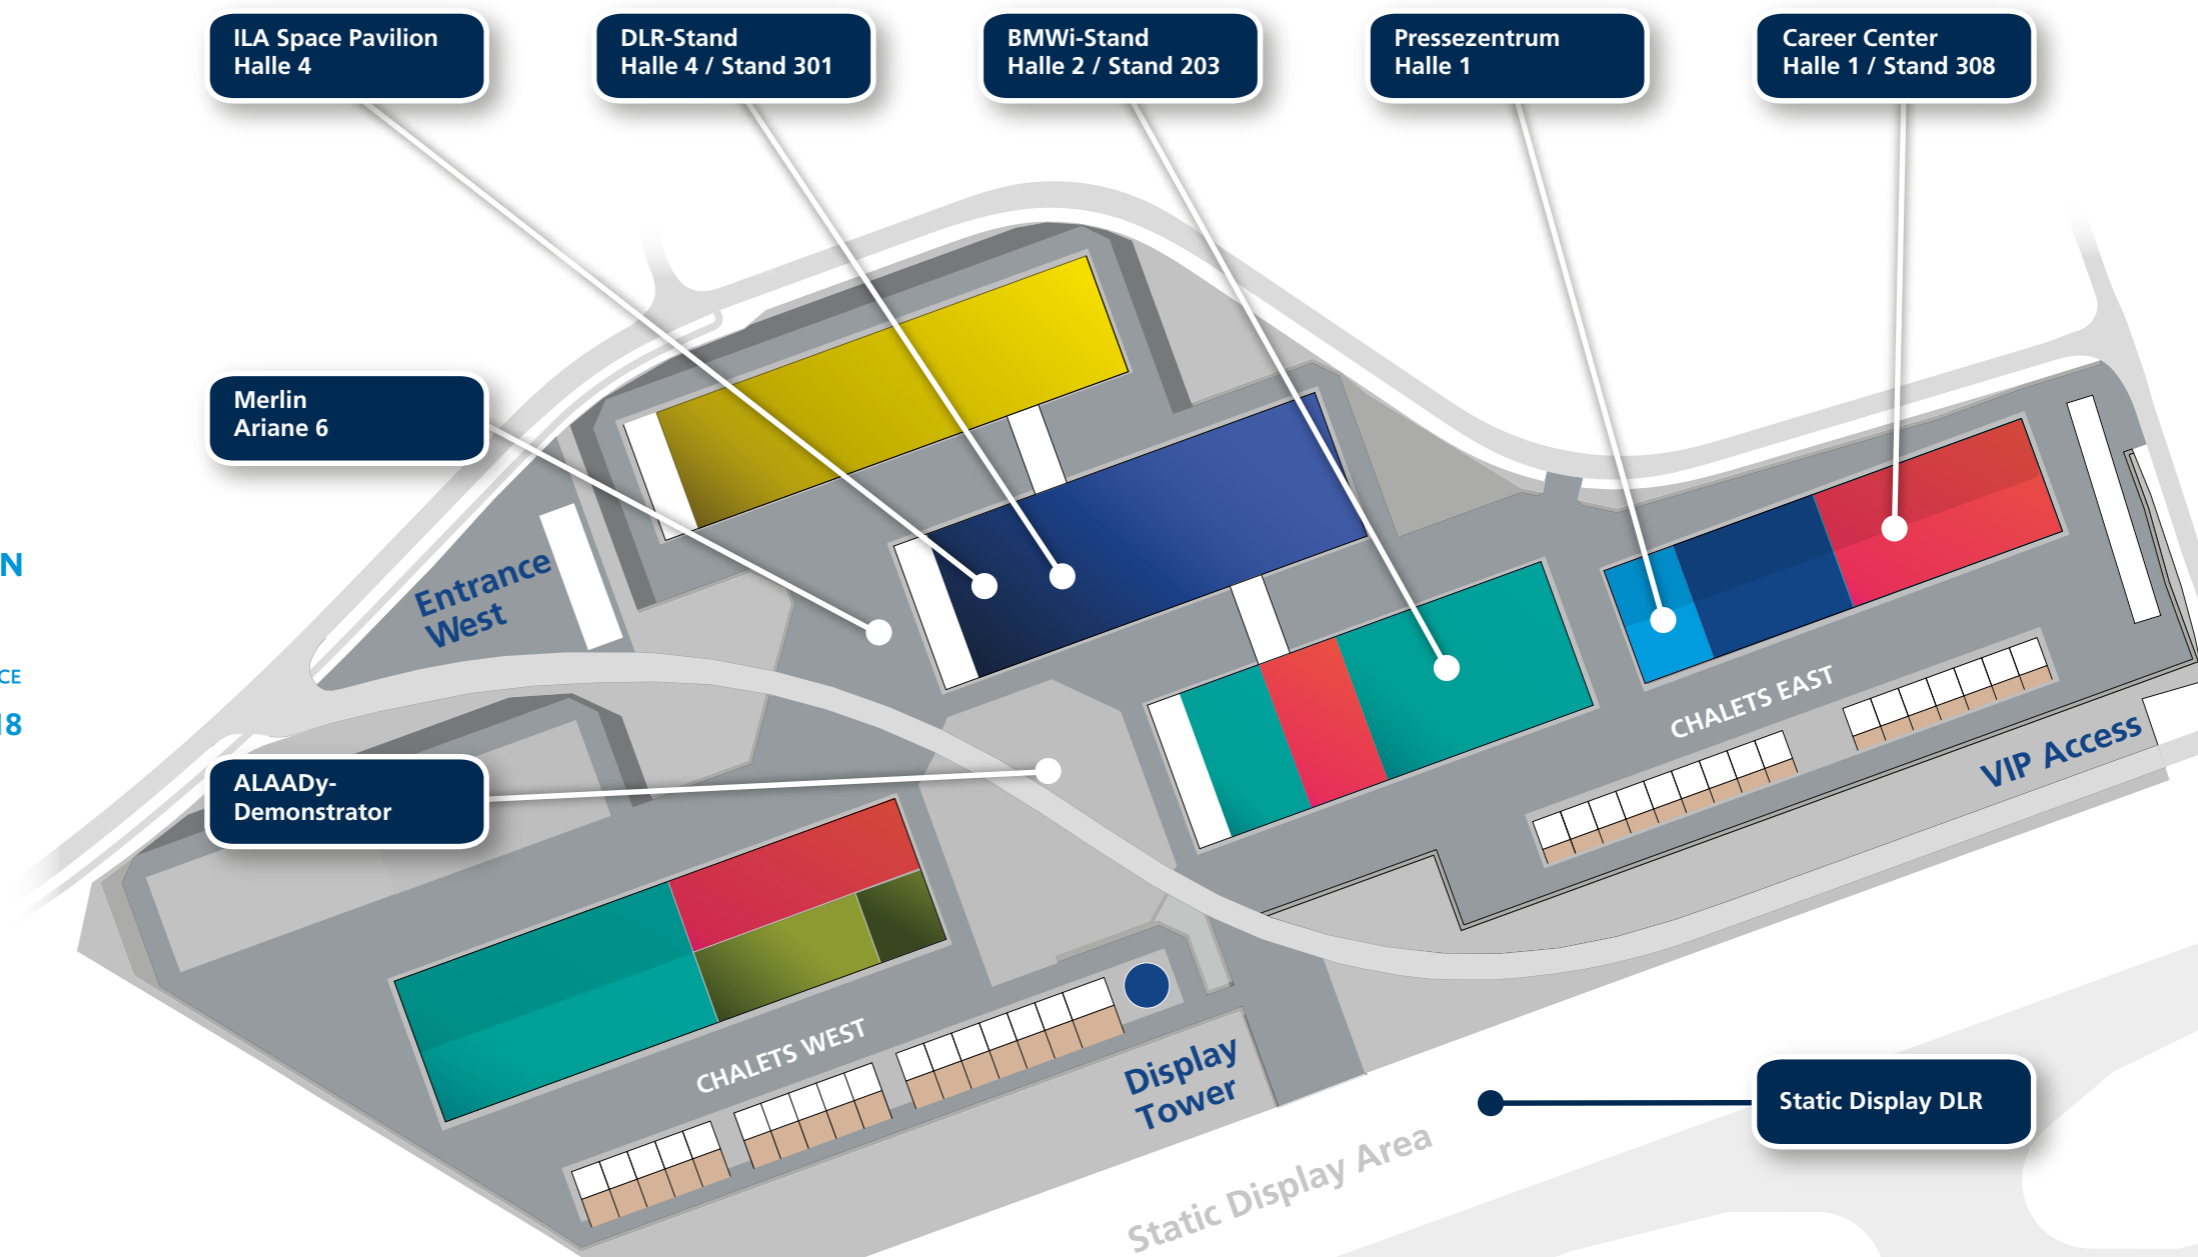 ILA Space Pavilion
Halle 4
DLR-Stand
Halle 4 / Stand 301
BMWi-Stand
Halle 2 / Stand 203
Pressezentrum
Halle 1
Career Center
Halle 1 / Stand 308
Merlin
Ariane 6
N
Entrance
West
CE
18
CHALETS EAST
VIP Access
ALAADy-
Demonstrator
CHALETS WEST
Display
Tower
Static Display DLR
Static Display Area